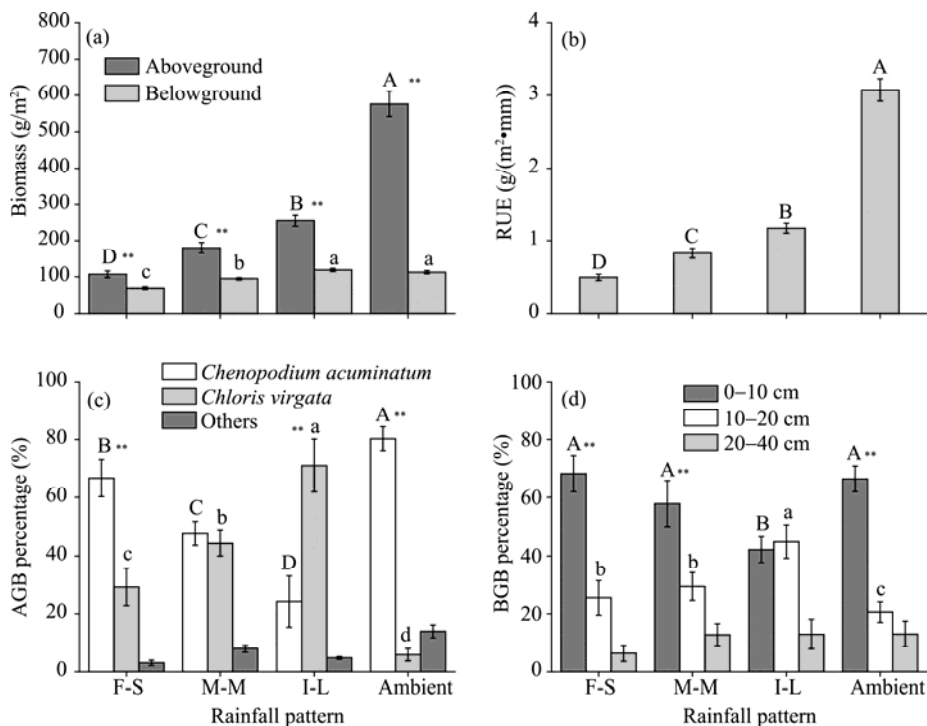 (a)
Aboveground
Belowground
Biomass (g/m²)
800
700
600
500
400
300
200
100
0
D **
c
C **
b
B **
a
A **
a
(b)
RUE (g/(m²•mm))
4
3
2
1
0
D
C
B
A
(c)
Chenopodium acuminatum
Chloris virgata
Others
AGB percentage (%)
100
80
60
40
20
0
B **
c
C
b
D
** a
A **
d
F-S
M-M
I-L
Ambient
Rainfall pattern
(d)
0–10 cm
10–20 cm
20–40 cm
BGB percentage (%)
100
80
60
40
20
0
A **
b
A **
b
B
a
A **
c
F-S
M-M
I-L
Ambient
Rainfall pattern